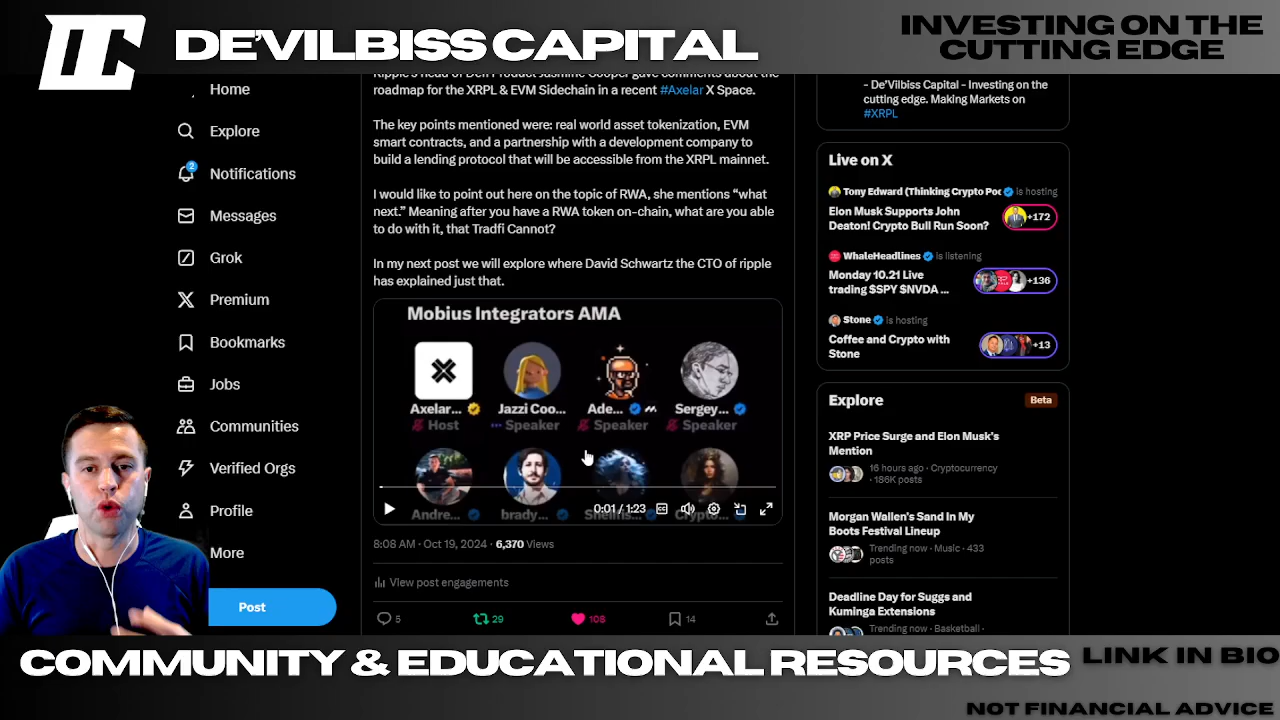 DE'VILBISS CAPITAL
INVESTING ON THE
CUTTING EDGE
Home
Explore
2
Notifications
Messages
Grok
Premium
Bookmarks
Jobs
Communities
Verified Orgs
Profile
More
Post
Ripple's head of Defi Product Jasmine Cooper gave comments about the
roadmap for the XRPL & EVM Sidechain in a recent #Axelar X Space.
The key points mentioned were: real world asset tokenization, EVM
smart contracts, and a partnership with a development company to
build a lending protocol that will be accessible from the XRPL mainnet.
I would like to point out here on the topic of RWA, she mentions “what
next.” Meaning after you have a RWA token on-chain, what are you able
to do with it, that Tradfi Cannot?
In my next post we will explore where David Schwartz the CTO of ripple
has explained just that.
Mobius Integrators AMA
Axelar...
Host
Jazzi Coo...
Speaker
Ade...
Speaker
Sergey...
Speaker
Andre...
brady...
Shelms...
Crypto...
0:01 / 1:23
8:08 AM · Oct 19, 2024 · 6,370 Views
View post engagements
5
29
108
14
- De'Vilbiss Capital - Investing on the
cutting edge. Making Markets on
#XRPL
Live on X
Tony Edward (Thinking Crypto Poc is hosting
Elon Musk Supports John
Deaton! Crypto Bull Run Soon?
+172
WhaleHeadlines is listening
Monday 10.21 Live
trading $SPY $NVDA ...
+136
Stone is hosting
Coffee and Crypto with
Stone
+13
Explore
Beta
XRP Price Surge and Elon Musk's
Mention
16 hours ago · Cryptocurrency
· 186K posts
Morgan Wallen's Sand In My
Boots Festival Lineup
Trending now · Music · 433
posts
Deadline Day for Suggs and
Kuminga Extensions
Trending now · Basketball ·
COMMUNITY & EDUCATIONAL RESOURCES
LINK IN BIO
NOT FINANCIAL ADVICE